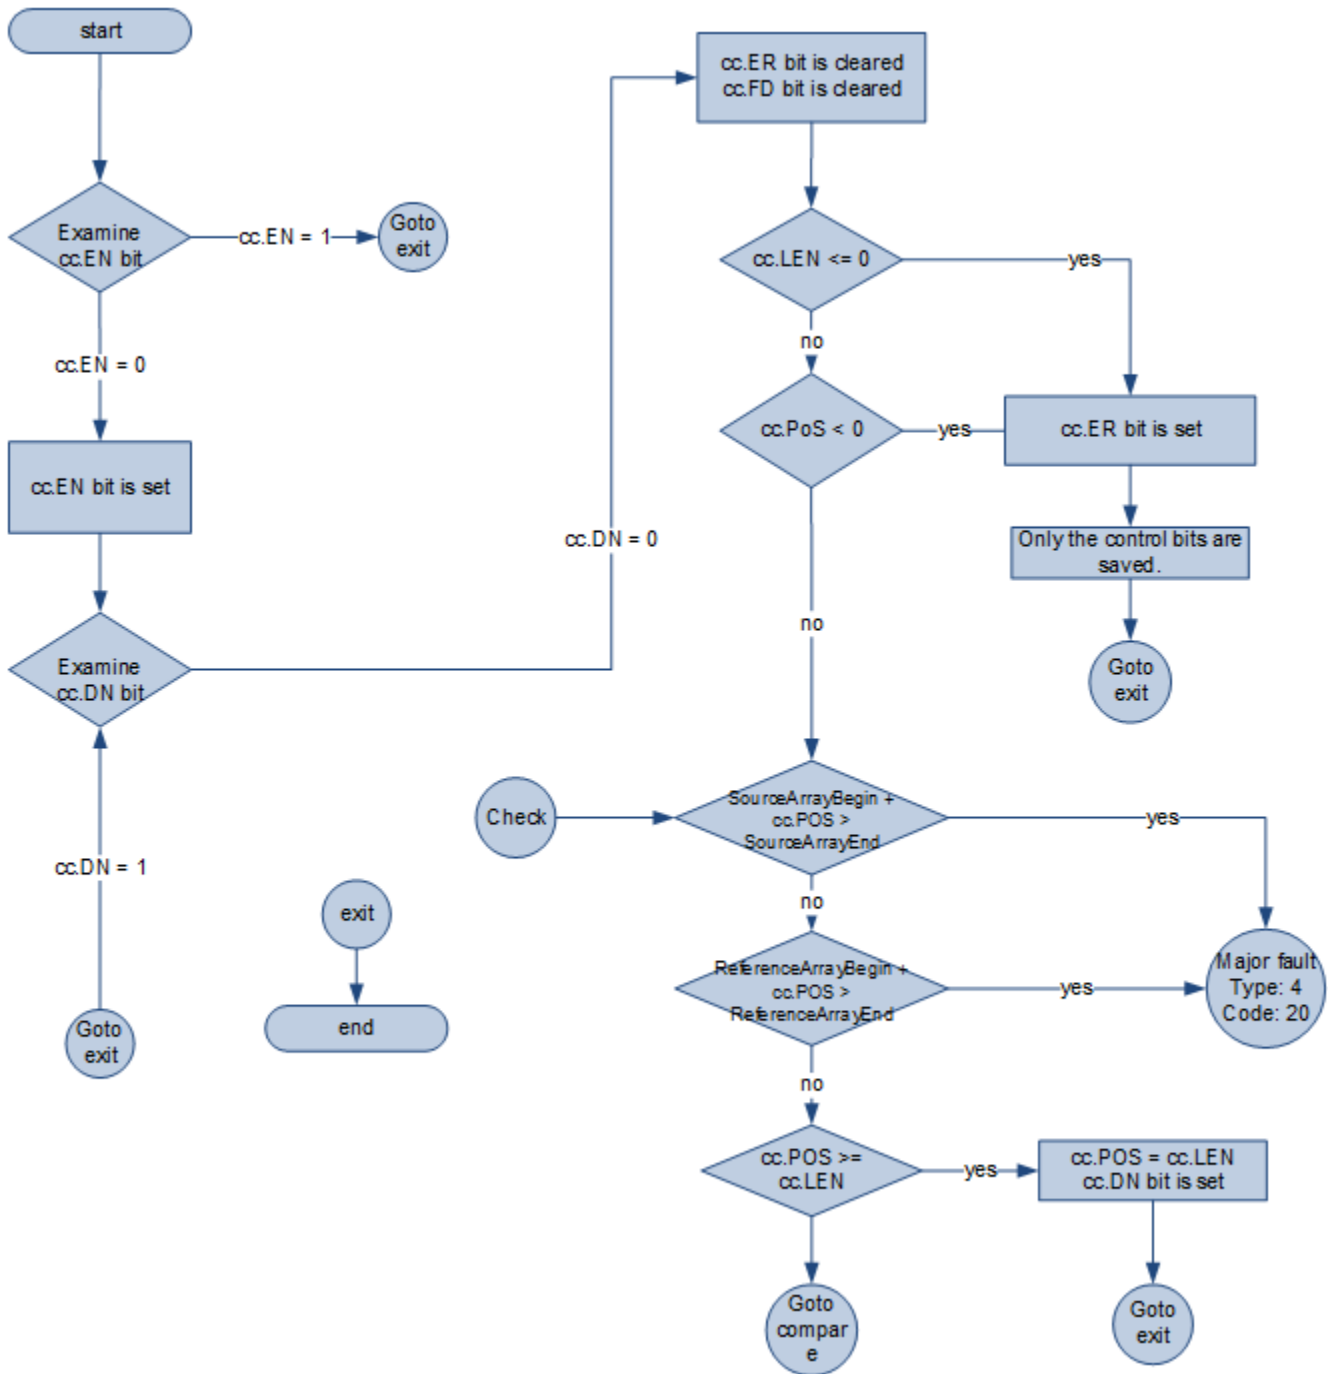 start
Examine
cc.EN bit
cc.EN = 1
Goto
exit
cc.EN = 0
cc.EN bit is set
Examine
cc.DN bit
cc.DN = 1
Goto
exit
exit
end
cc.DN = 0
cc.ER bit is cleared
cc.FD bit is cleared
cc.LEN <= 0
yes
no
cc.PoS < 0
yes
cc.ER bit is set
Only the control bits are
saved.
Goto
exit
no
Check
SourceArrayBegin +
cc.POS >
SourceArrayEnd
yes
no
ReferenceArrayBegin +
cc.POS >
ReferenceArrayEnd
yes
Major fault
Type: 4
Code: 20
no
cc.POS >=
cc.LEN
yes
cc.POS = cc.LEN
cc.DN bit is set
Goto
compar
e
Goto
exit